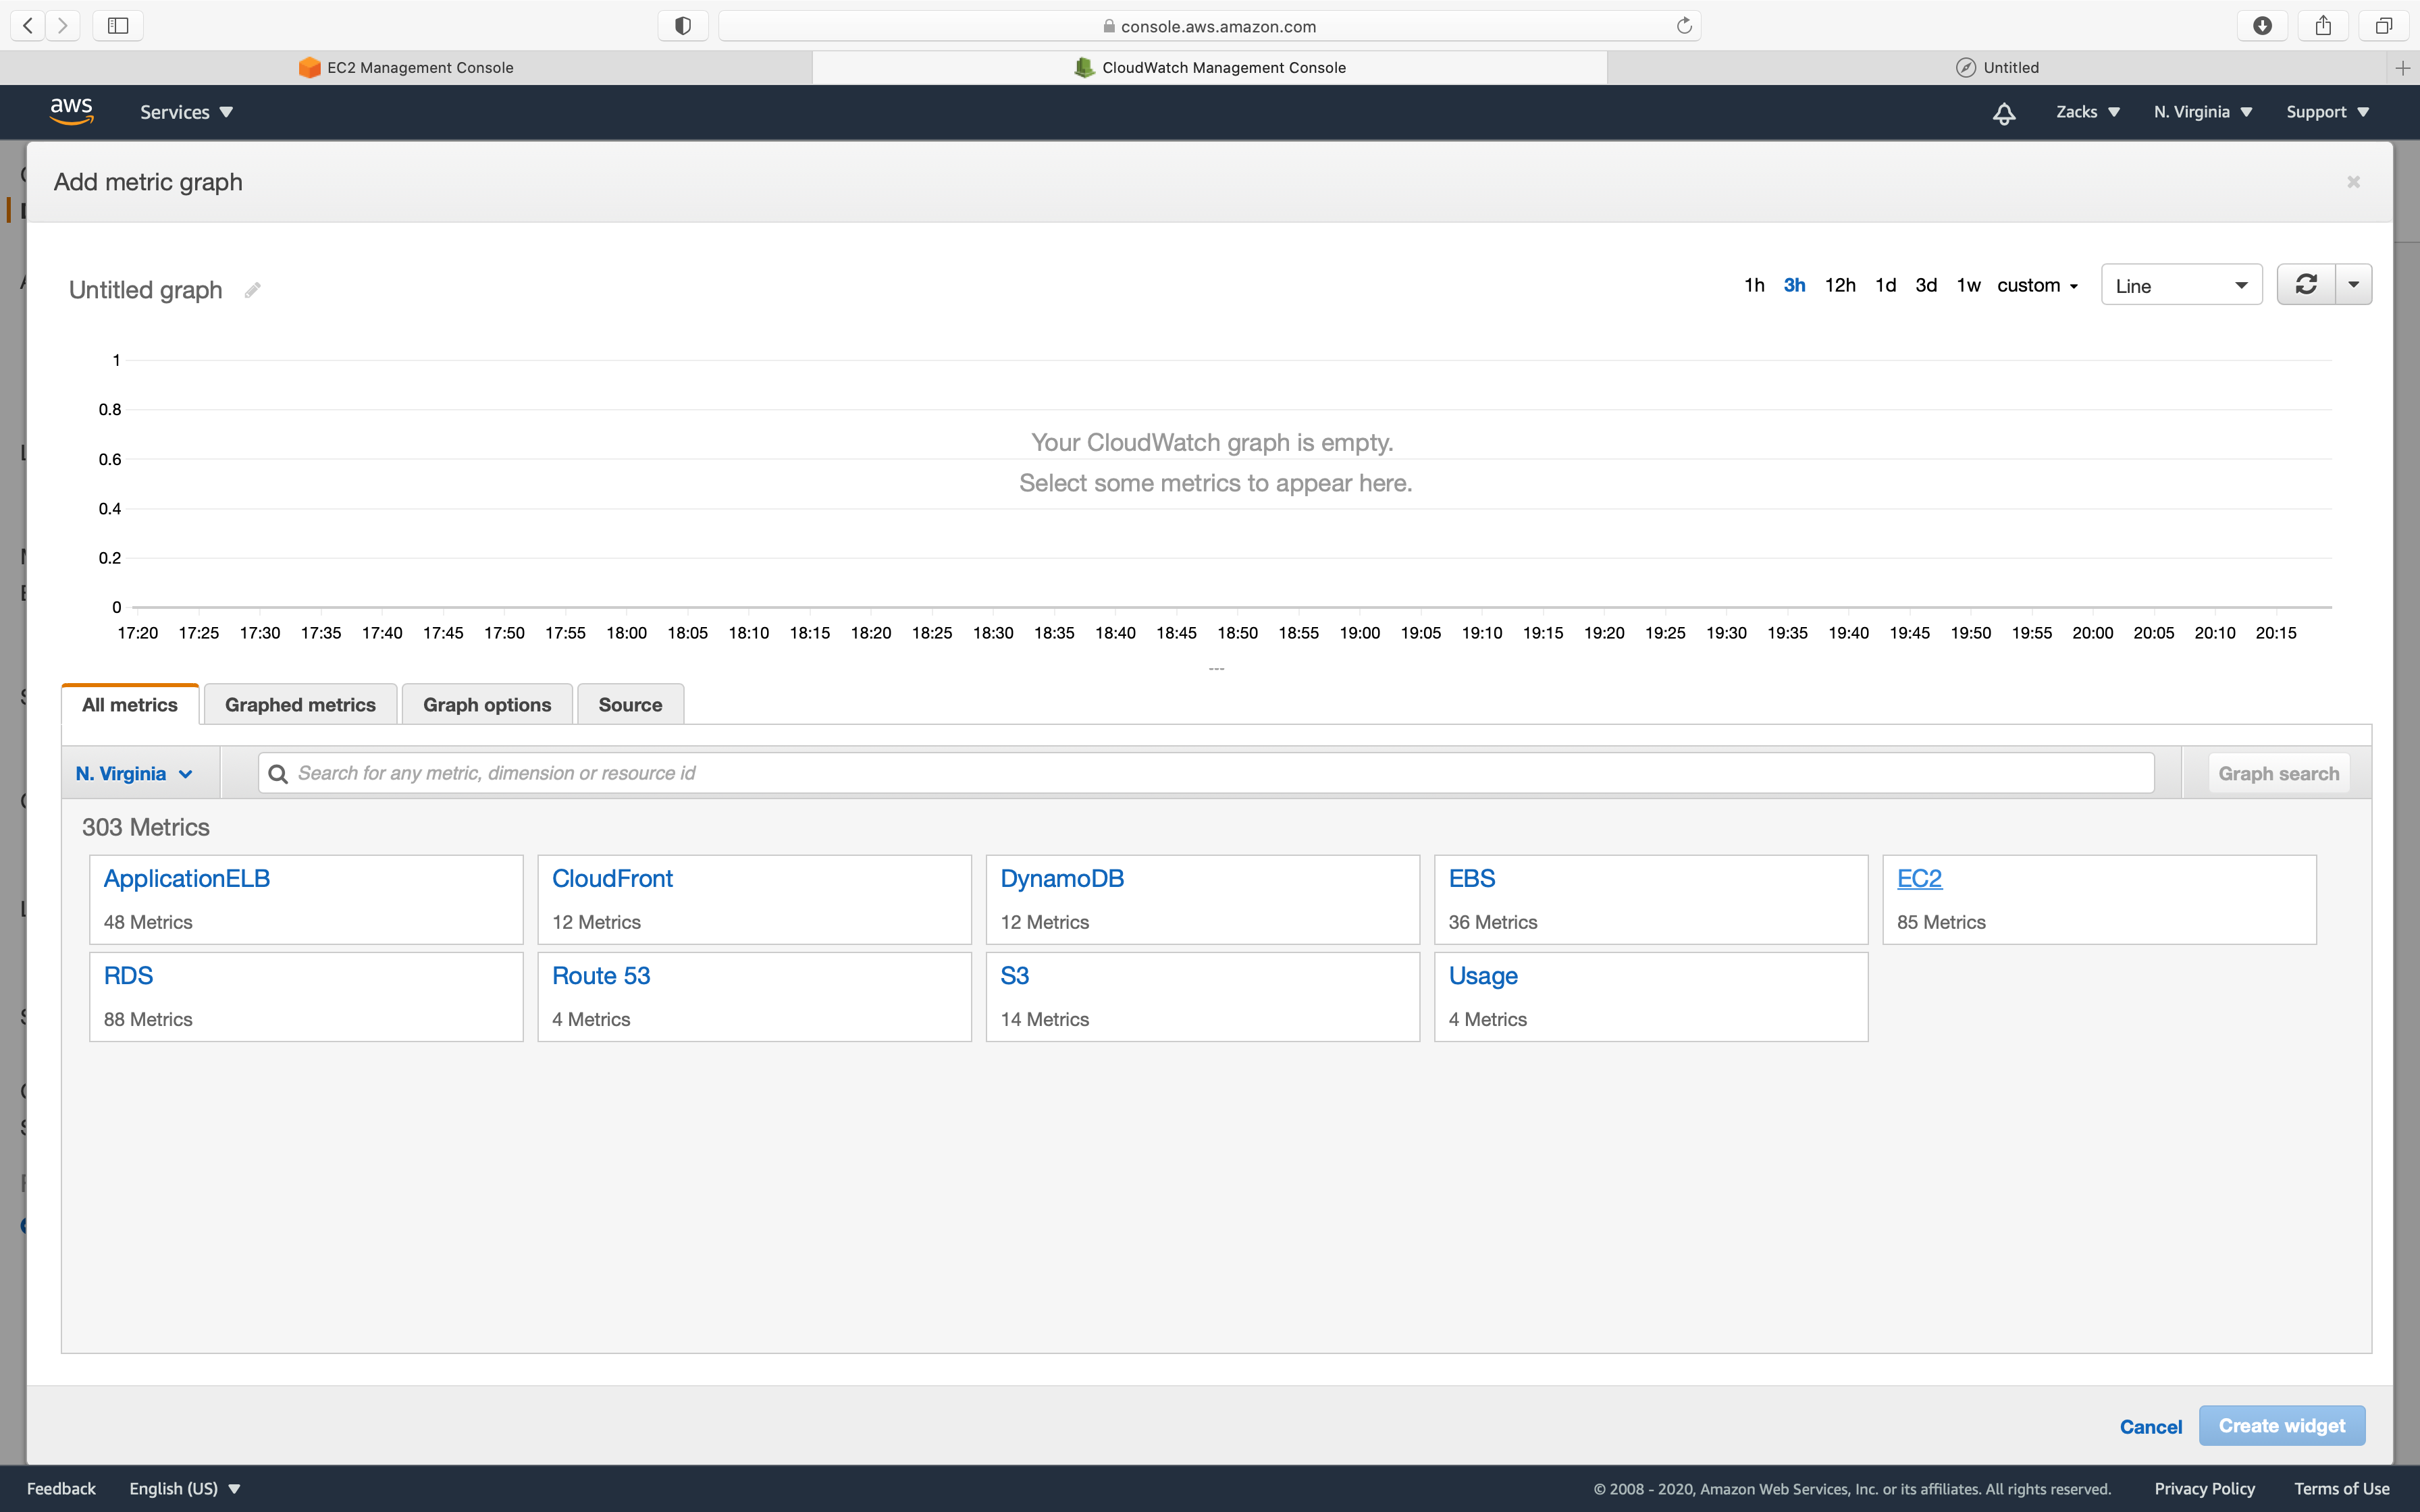 console.aws.amazon.com
EC2 Management Console
CloudWatch Management Console
Untitled
aws
Services
Zacks
N. Virginia
Support
Add metric graph
Untitled graph
1h 3h 12h 1d 3d 1w custom
Line
1
0.8
Your CloudWatch graph is empty.
0.6
Select some metrics to appear here.
0.4
0.2
0
17:20 17:25 17:30 17:35 17:40 17:45 17:50 17:55 18:00 18:05 18:10 18:15 18:20 18:25 18:30 18:35 18:40 18:45 18:50 18:55 19:00 19:05 19:10 19:15 19:20 19:25 19:30 19:35 19:40 19:45 19:50 19:55 20:00 20:05 20:10 20:15
---
All metrics
Graphed metrics
Graph options
Source
N. Virginia
Search for any metric, dimension or resource id
Graph search
303 Metrics
ApplicationELB
48 Metrics
CloudFront
12 Metrics
DynamoDB
12 Metrics
EBS
36 Metrics
EC2
85 Metrics
RDS
88 Metrics
Route 53
4 Metrics
S3
14 Metrics
Usage
4 Metrics
Cancel
Create widget
Feedback
English (US)
© 2008 - 2020, Amazon Web Services, Inc. or its affiliates. All rights reserved.
Privacy Policy
Terms of Use